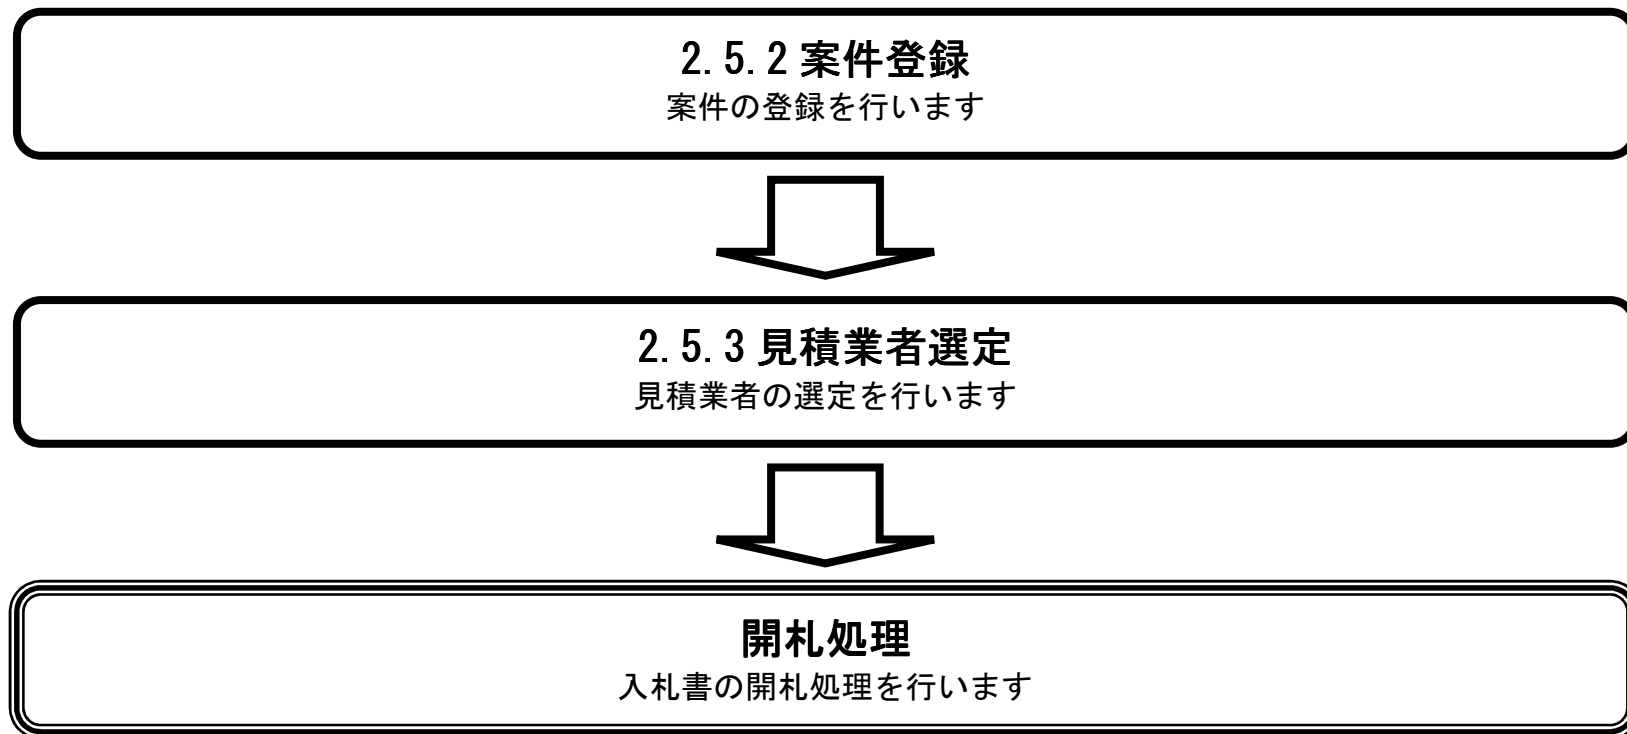 2.5.2 案件登録
案件の登録を行います
2.5.3 見積業者選定
見積業者の選定を行います
開札処理
入札書の開札処理を行います